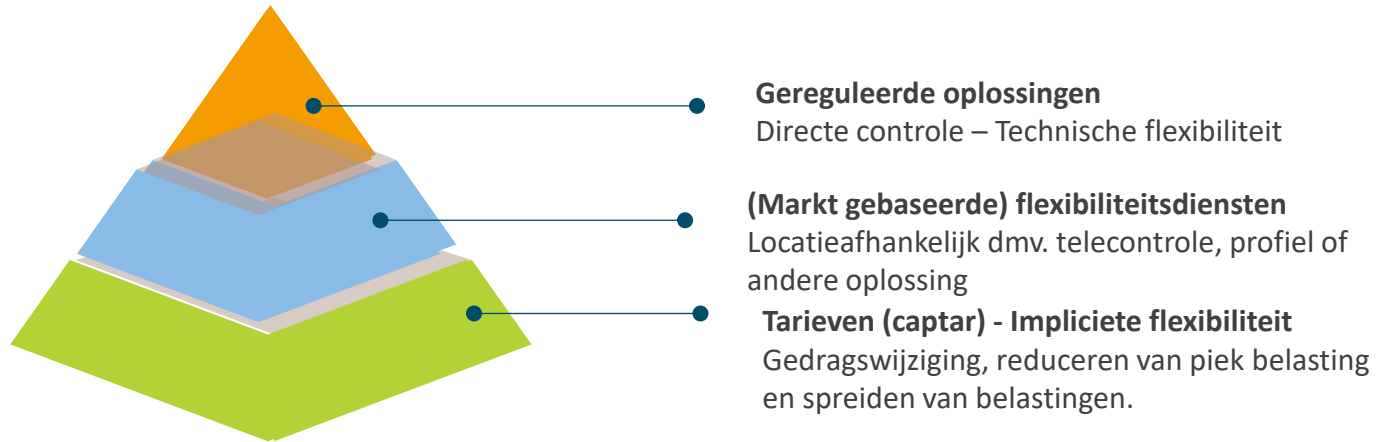 Gereguleerde oplossingen
Directe controle – Technische flexibiliteit
(Markt gebaseerde) flexibiliteitsdiensten
Locatieafhankelijk dmv. telecontrole, profiel of
andere oplossing
Tarieven (captar) - Impliciete flexibiliteit
Gedragswijziging, reduceren van piek belasting
en spreiden van belastingen.